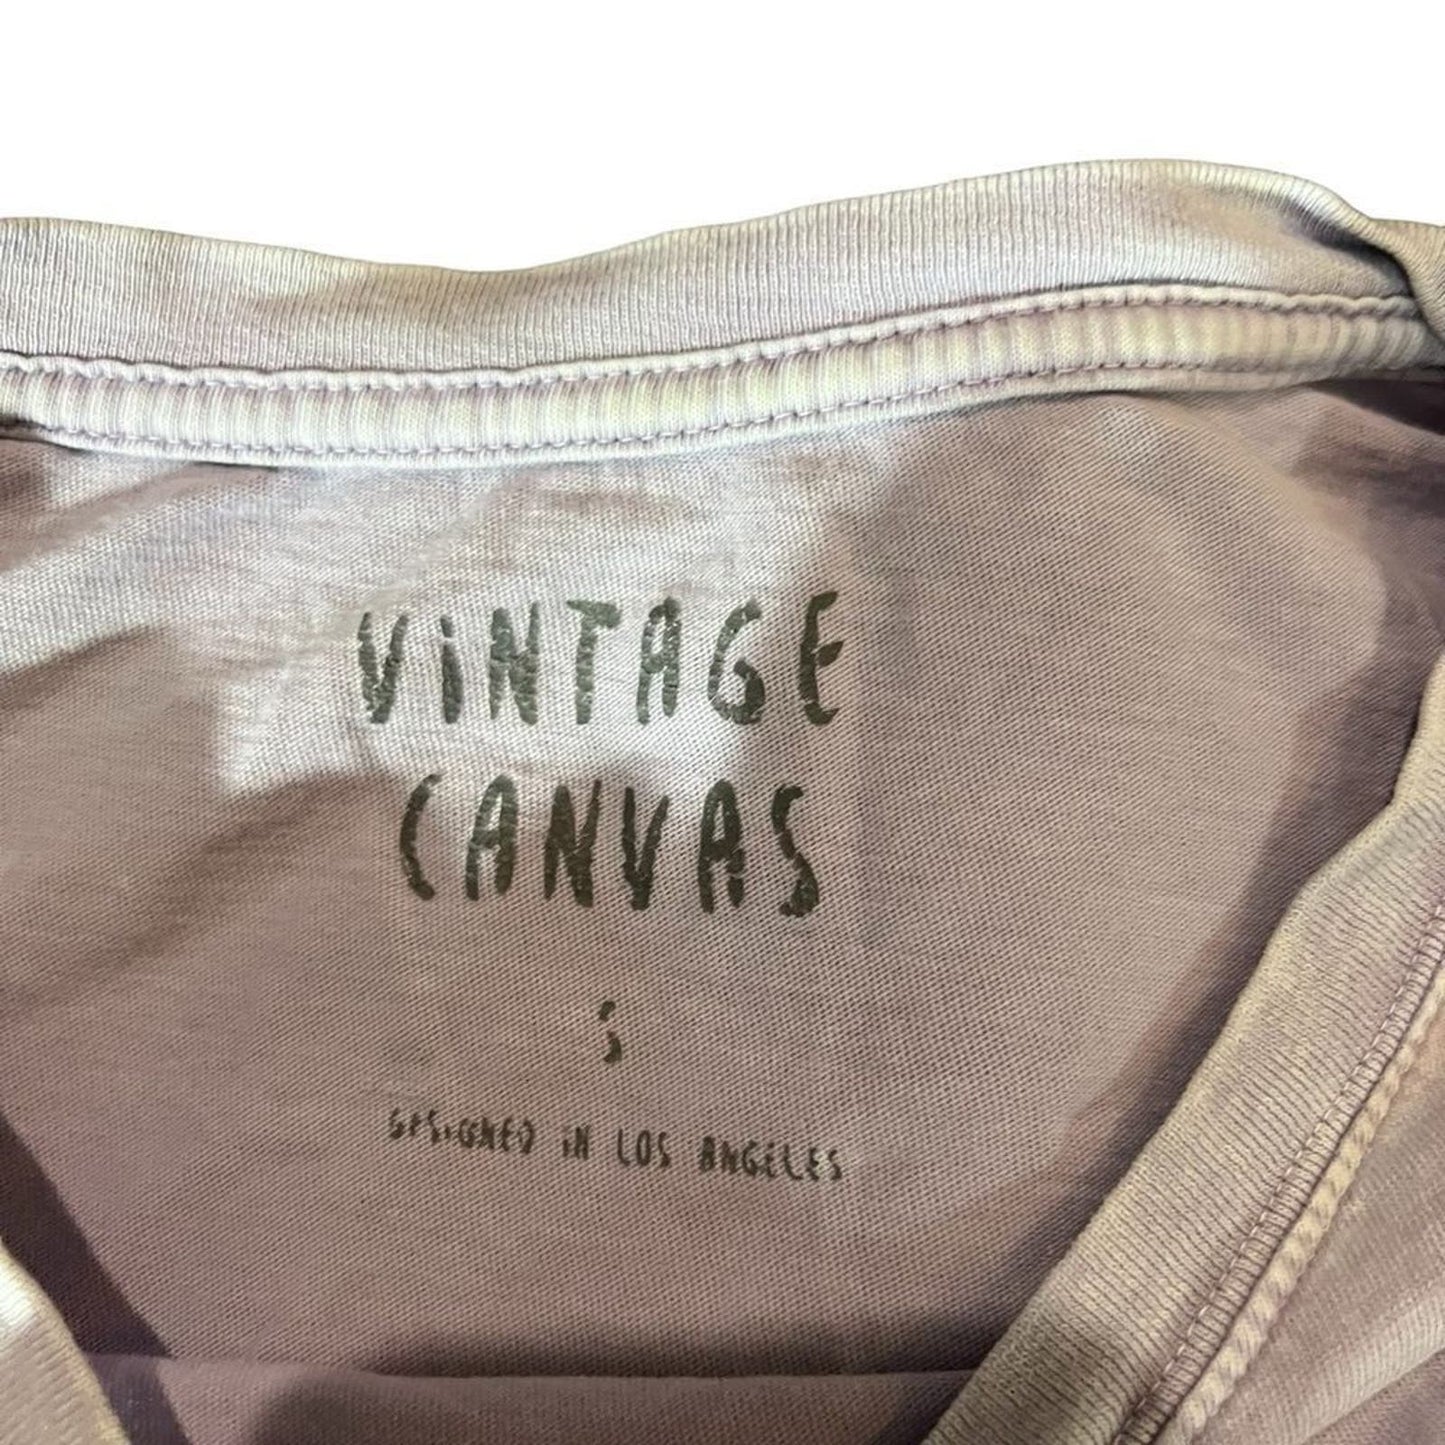 ViNTAGE
CANVAS
S
DESIGNED iN LOS ANGELES